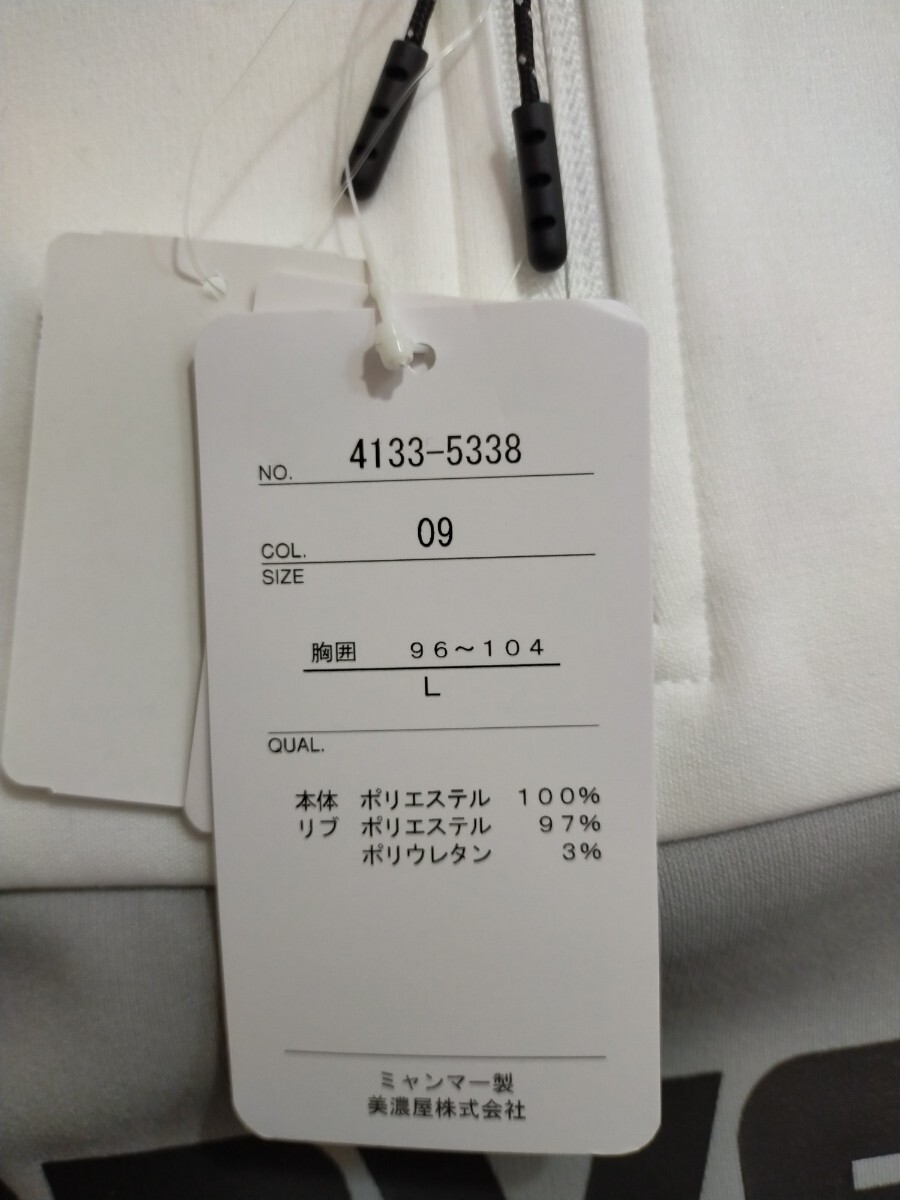 NO. 4133-5338
COL. 09
SIZE
胸囲 96～104
L
QUAL.
本体 ポリエステル 100%
リブ ポリエステル 97%
ポリウレタン 3%
ミャンマー製
美濃屋株式会社